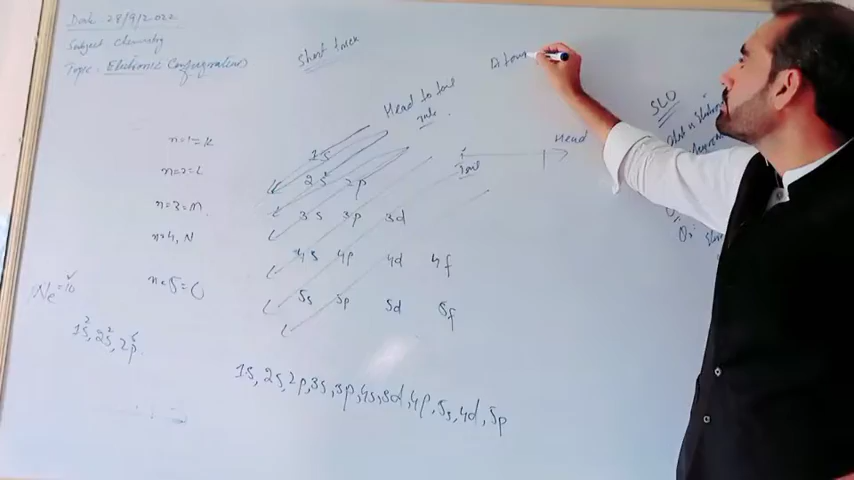 Date 28/9/2022
Subject Chemistry
Topic: Electronic Configuration
Short trick
Head to tail
rule.
n=1=K
n=2=L
n=3=M
n=4, N
n=5=O
1s
2s 2p
3s 3p 3d
4s 4p 4d 4f
5s 5p 5d 5f
tail
Head
Atom
SLO
Ne=10
1s², 2s², 2p⁶.
1s, 2s, 2p, 3s, 3p, 4s, 3d, 4p, 5s, 4d, 5p